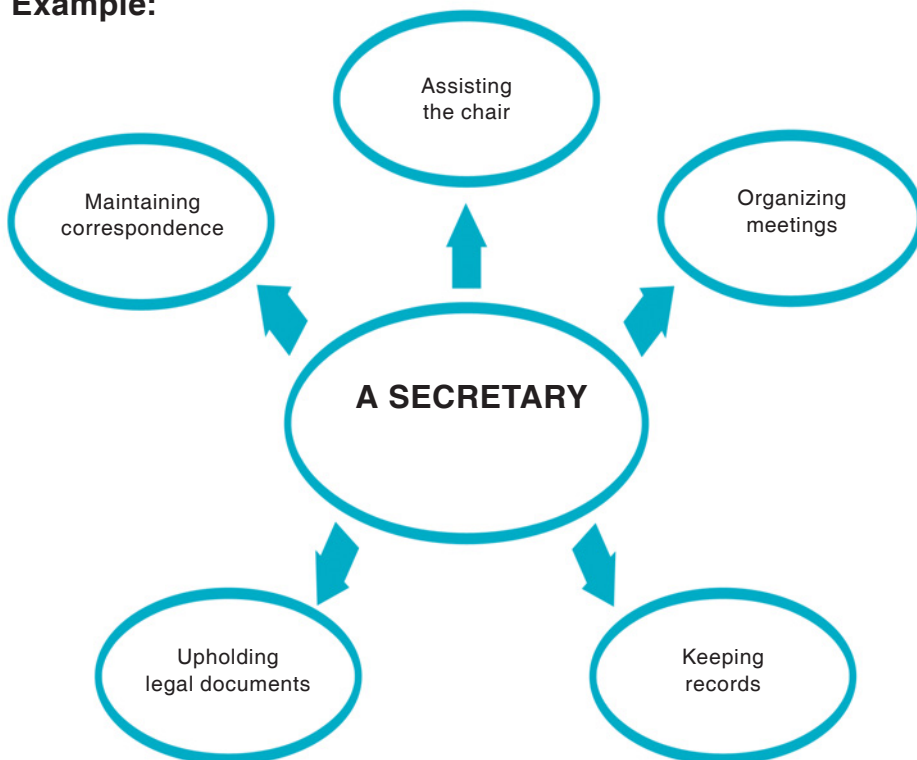 Example:
Assisting
the chair
Maintaining
correspondence
Organizing
meetings
A SECRETARY
Upholding
legal documents
Keeping
records